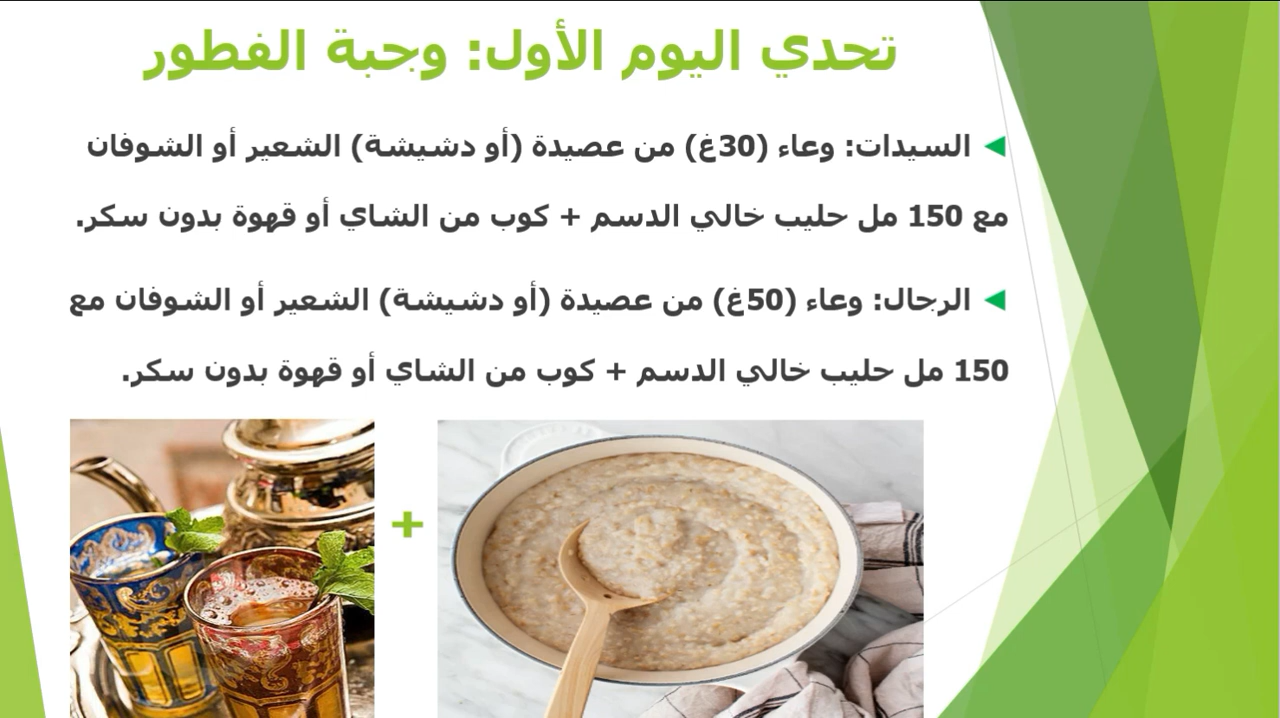 تحدي اليوم الأول: وجبة الفطور
السيدات: وعاء (30غ) من عصيدة (أو دشيشة) الشعير أو الشوفان
مع 150 مل حليب خالي الدسم + كوب من الشاي أو قهوة بدون سكر.
الرجال: وعاء (50غ) من عصيدة (أو دشيشة) الشعير أو الشوفان مع
150 مل حليب خالي الدسم + كوب من الشاي أو قهوة بدون سكر.
+